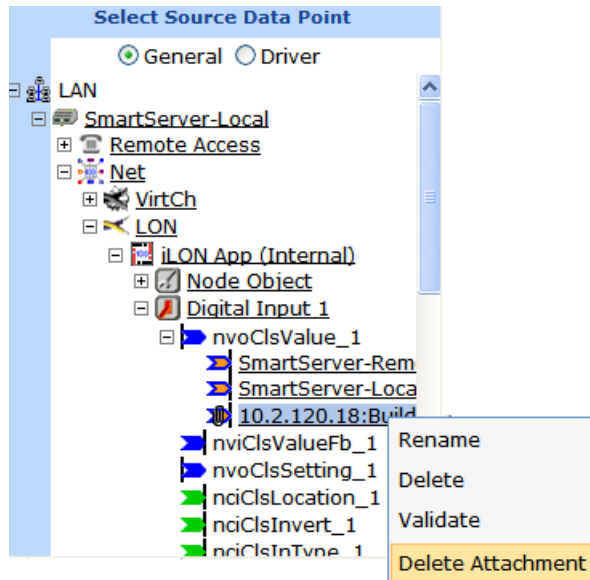 Select Source Data Point
General Driver
LAN
SmartServer-Local
Remote Access
Net
VirtCh
LON
iLON App (Internal)
Node Object
Digital Input 1
nvoClsValue_1
SmartServer-Rem
SmartServer-Loca
10.2.120.18:Build
nviClsValueFb_1
nvoClsSetting_1
nciClsLocation_1
nciClsInvert_1
nciClsInType_1
Rename
Delete
Validate
Delete Attachment